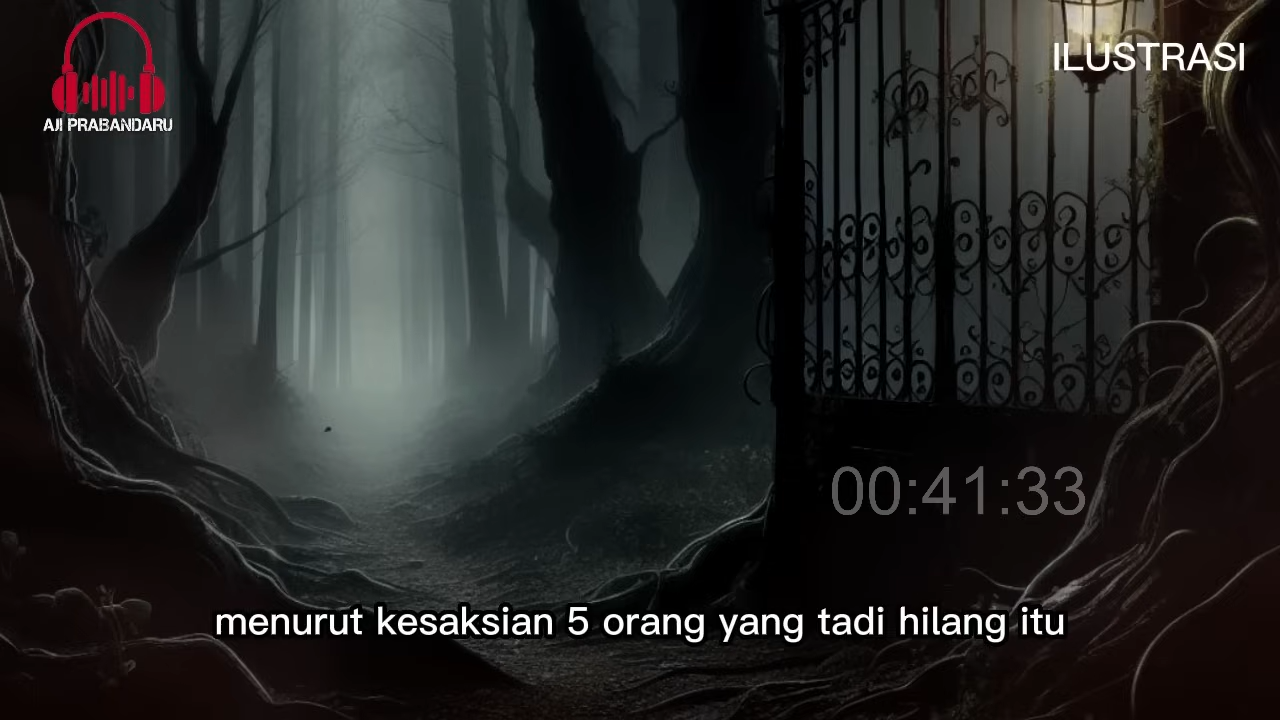 AJI PRABANDARU
ILUSTRASI
00:41:33
menurut kesaksian 5 orang yang tadi hilang itu